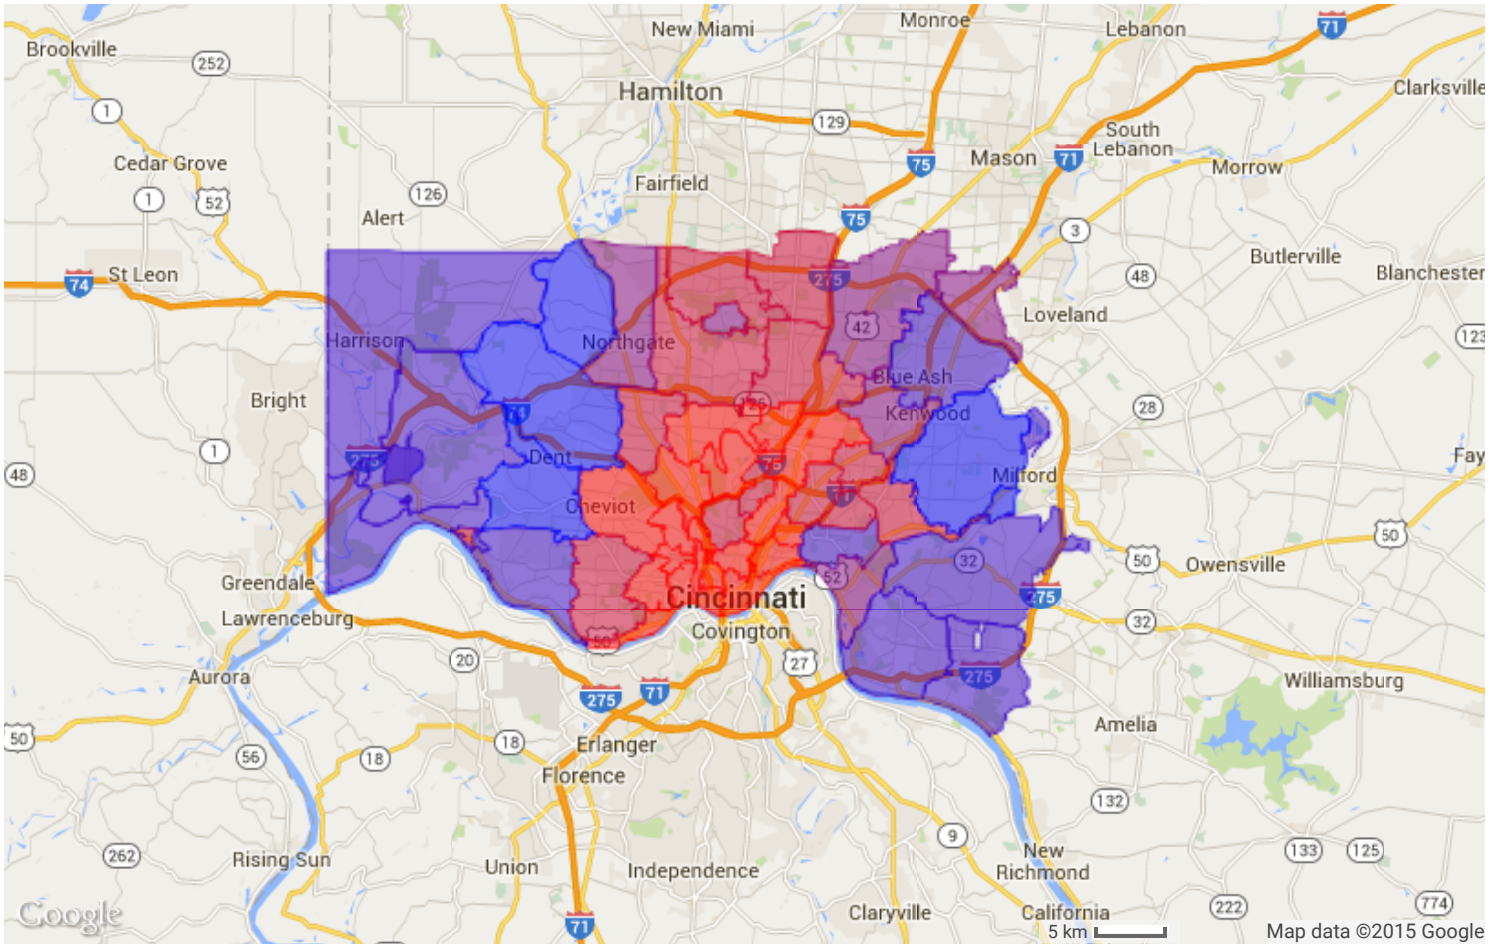 New Miami
Monroe
Lebanon
71
Brookville
252
Hamilton
Clarksville
1
129
South
Lebanon
Cedar Grove
75
Mason
71
Morrow
126
Fairfield
1
52
Alert
75
3
Butlerville
St Leon
74
275
48
Blanchester
Loveland
42
Harrison
Northgate
123
Blue Ash
Bright
74
126
Kenwood
28
1
Dent
275
75
Fay
48
Milford
71
Cheviot
50
32
50
Owensville
Greendale
52
Cincinnati
275
Lawrenceburg
32
Covington
50
20
27
Aurora
275
Williamsburg
275
71
50
Amelia
18
Erlanger
56
18
Florence
132
9
262
Rising Sun
Union
Independence
New
Richmond
133
125
Google
71
Claryville
California
222
774
5 km
Map data ©2015 Google